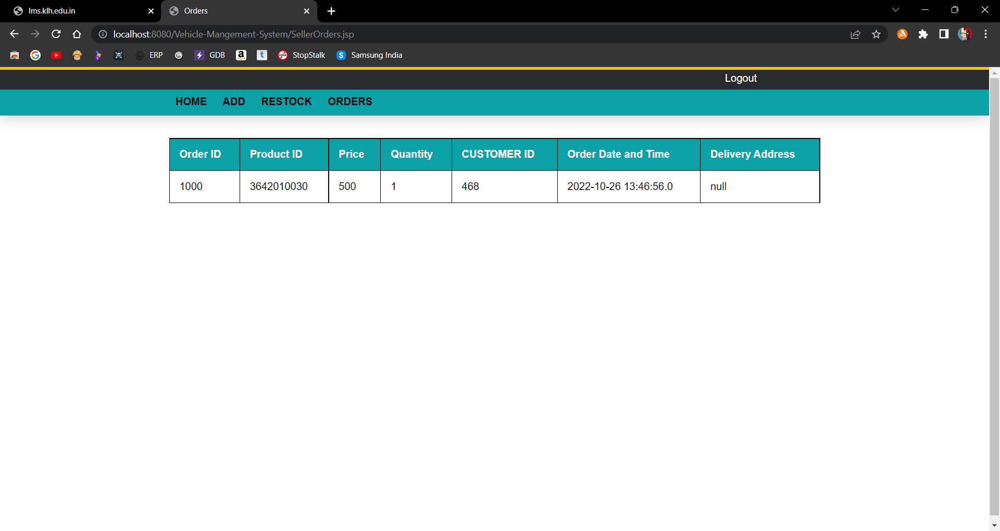 lms.klh.edu.in
Orders
localhost:8080/Vehicle-Mangement-System/SellerOrders.jsp
ERP GDB a t StopStalk S Samsung India
Logout
HOME ADD RESTOCK ORDERS
Order ID Product ID Price Quantity CUSTOMER ID Order Date and Time Delivery Address
1000 3642010030 500 1 468 2022-10-26 13:46:56.0 null